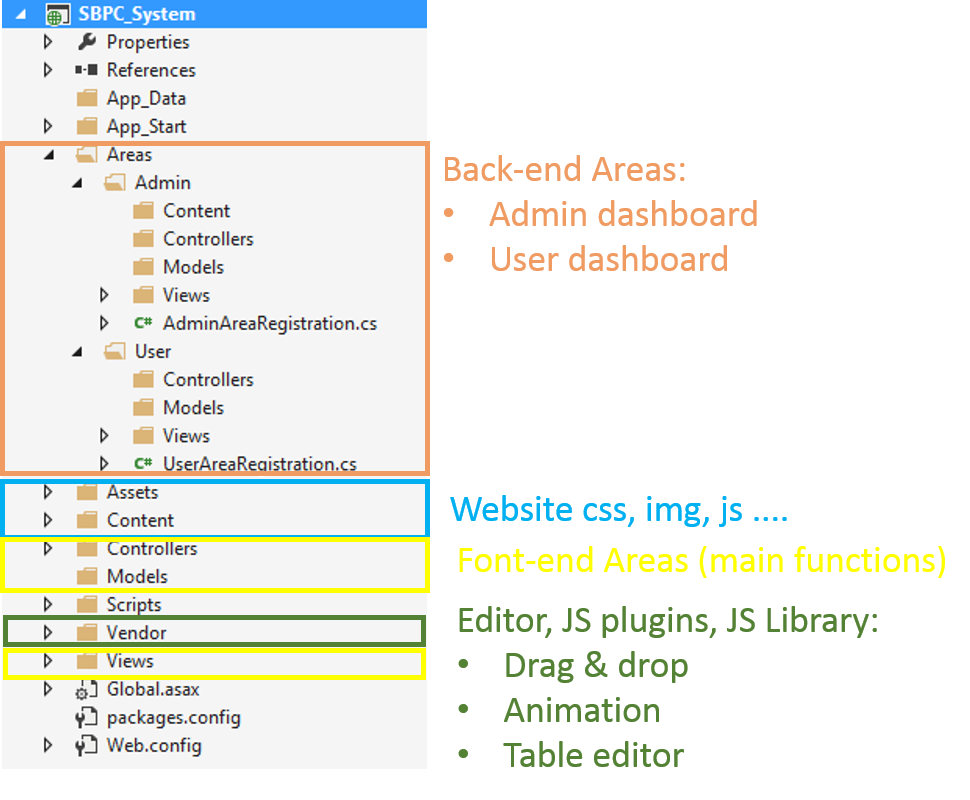 SBPC_System
Properties
References
App_Data
App_Start
Areas
Admin
Content
Controllers
Models
Views
C# AdminAreaRegistration.cs
User
Controllers
Models
Views
C# UserAreaRegistration.cs
Assets
Content
Controllers
Models
Scripts
Vendor
Views
Global.asax
packages.config
Web.config
Back-end Areas:
• Admin dashboard
• User dashboard
Website css, img, js ....
Font-end Areas (main functions)
Editor, JS plugins, JS Library:
• Drag & drop
• Animation
• Table editor